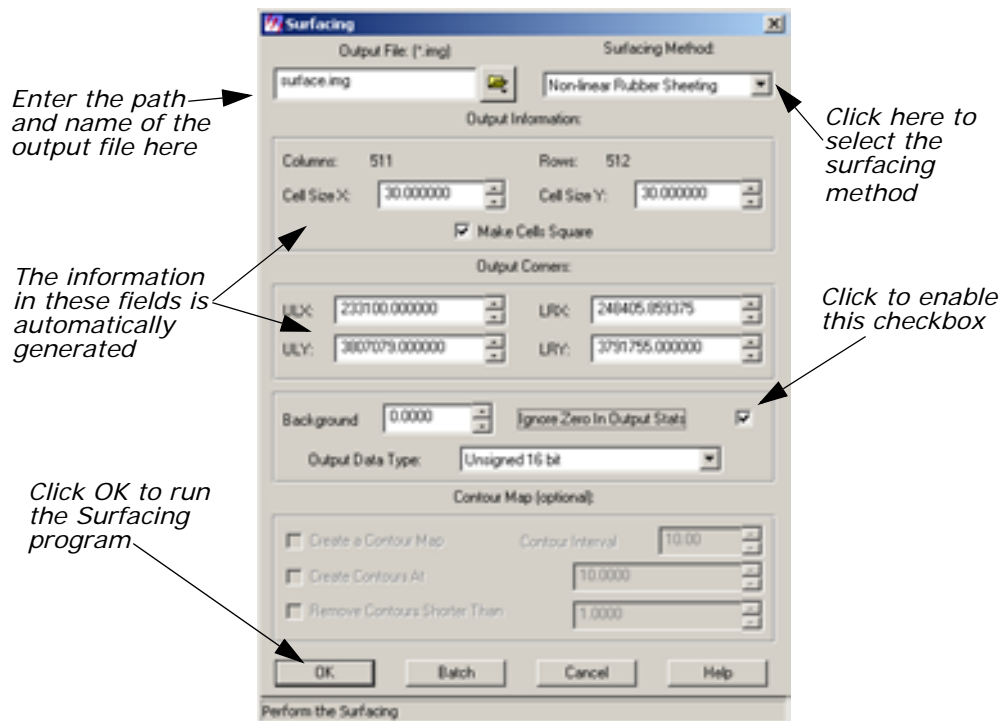 Surfacing
Output File: (*.img)
Surfacing Method:
surface.img
Non-linear Rubber Sheeting
Enter the path
and name of the
output file here
Click here to
select the
surfacing
method
Output Information:
Columns: 511
Rows: 512
Cell Size X: 30.000000
Cell Size Y: 30.000000
Make Cells Square
The information
in these fields is
automatically
generated
Output Corners:
ULX: 233100.000000
LRX: 248405.859375
ULY: 3807079.000000
LRY: 3791755.000000
Click to enable
this checkbox
Background 0.0000
Ignore Zero In Output Stats
Output Data Type: Unsigned 16 bit
Click OK to run
the Surfacing
program
Contour Map (optional):
Create a Contour Map
Contour Interval 10.00
Create Contours At 10.0000
Remove Contours Shorter Than 1.0000
OK
Batch
Cancel
Help
Perform the Surfacing